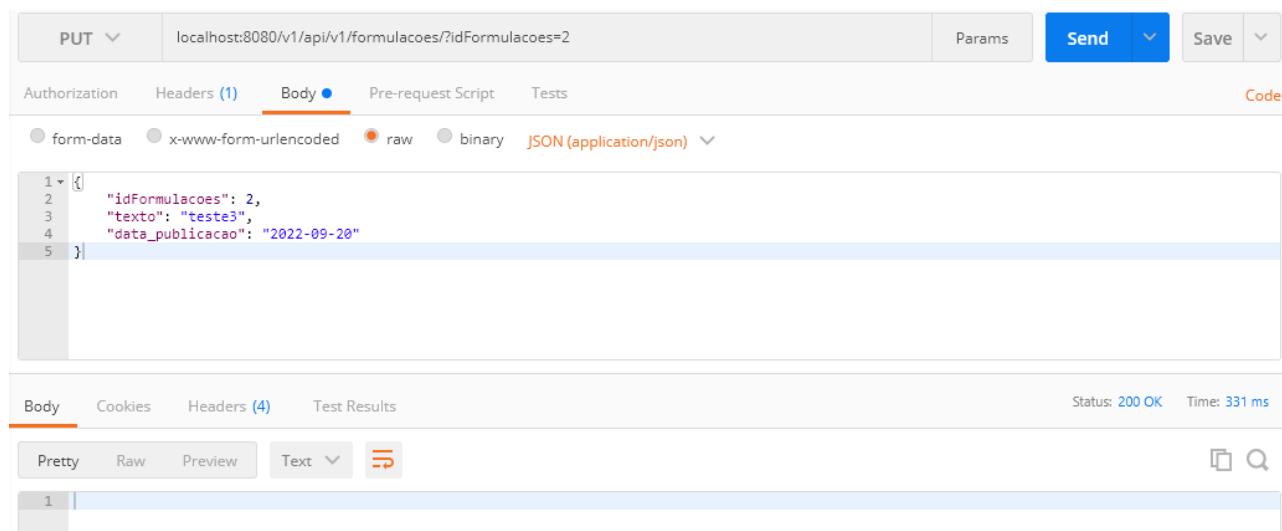 PUT localhost:8080/v1/api/v1/formulacoes/?idFormulacoes=2 Params Send Save
Authorization Headers (1) Body Pre-request Script Tests Code
form-data x-www-form-urlencoded raw binary JSON (application/json)
1 {
2 "idFormulacoes": 2,
3 "texto": "teste3",
4 "data_publicacao": "2022-09-20"
5 }
Body Cookies Headers (4) Test Results Status: 200 OK Time: 331 ms
Pretty Raw Preview Text
1